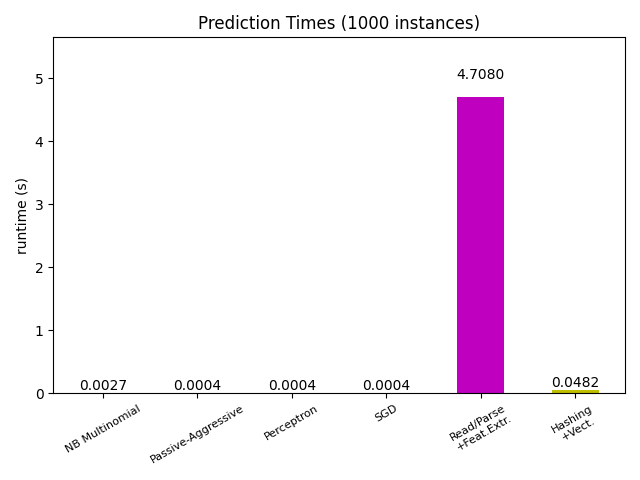 Prediction Times (1000 instances)
runtime (s)
5
4
3
2
1
0
0.0027
0.0004
0.0004
0.0004
4.7080
0.0482
NB Multinomial
Passive-Aggressive
Perceptron
SGD
Read/Parse
+Feat.Extr.
Hashing
+Vect.